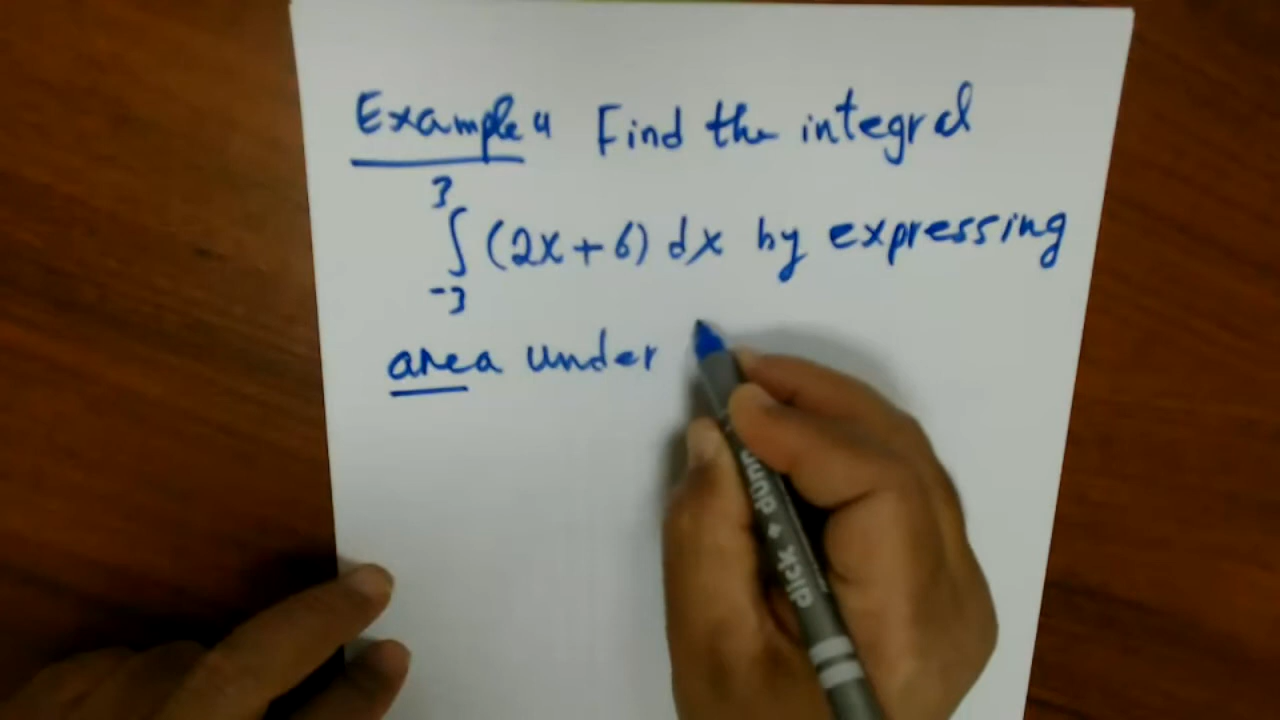 Example 4 Find the integral
3
∫ (2x + 6) dx by expressing
-3
area under